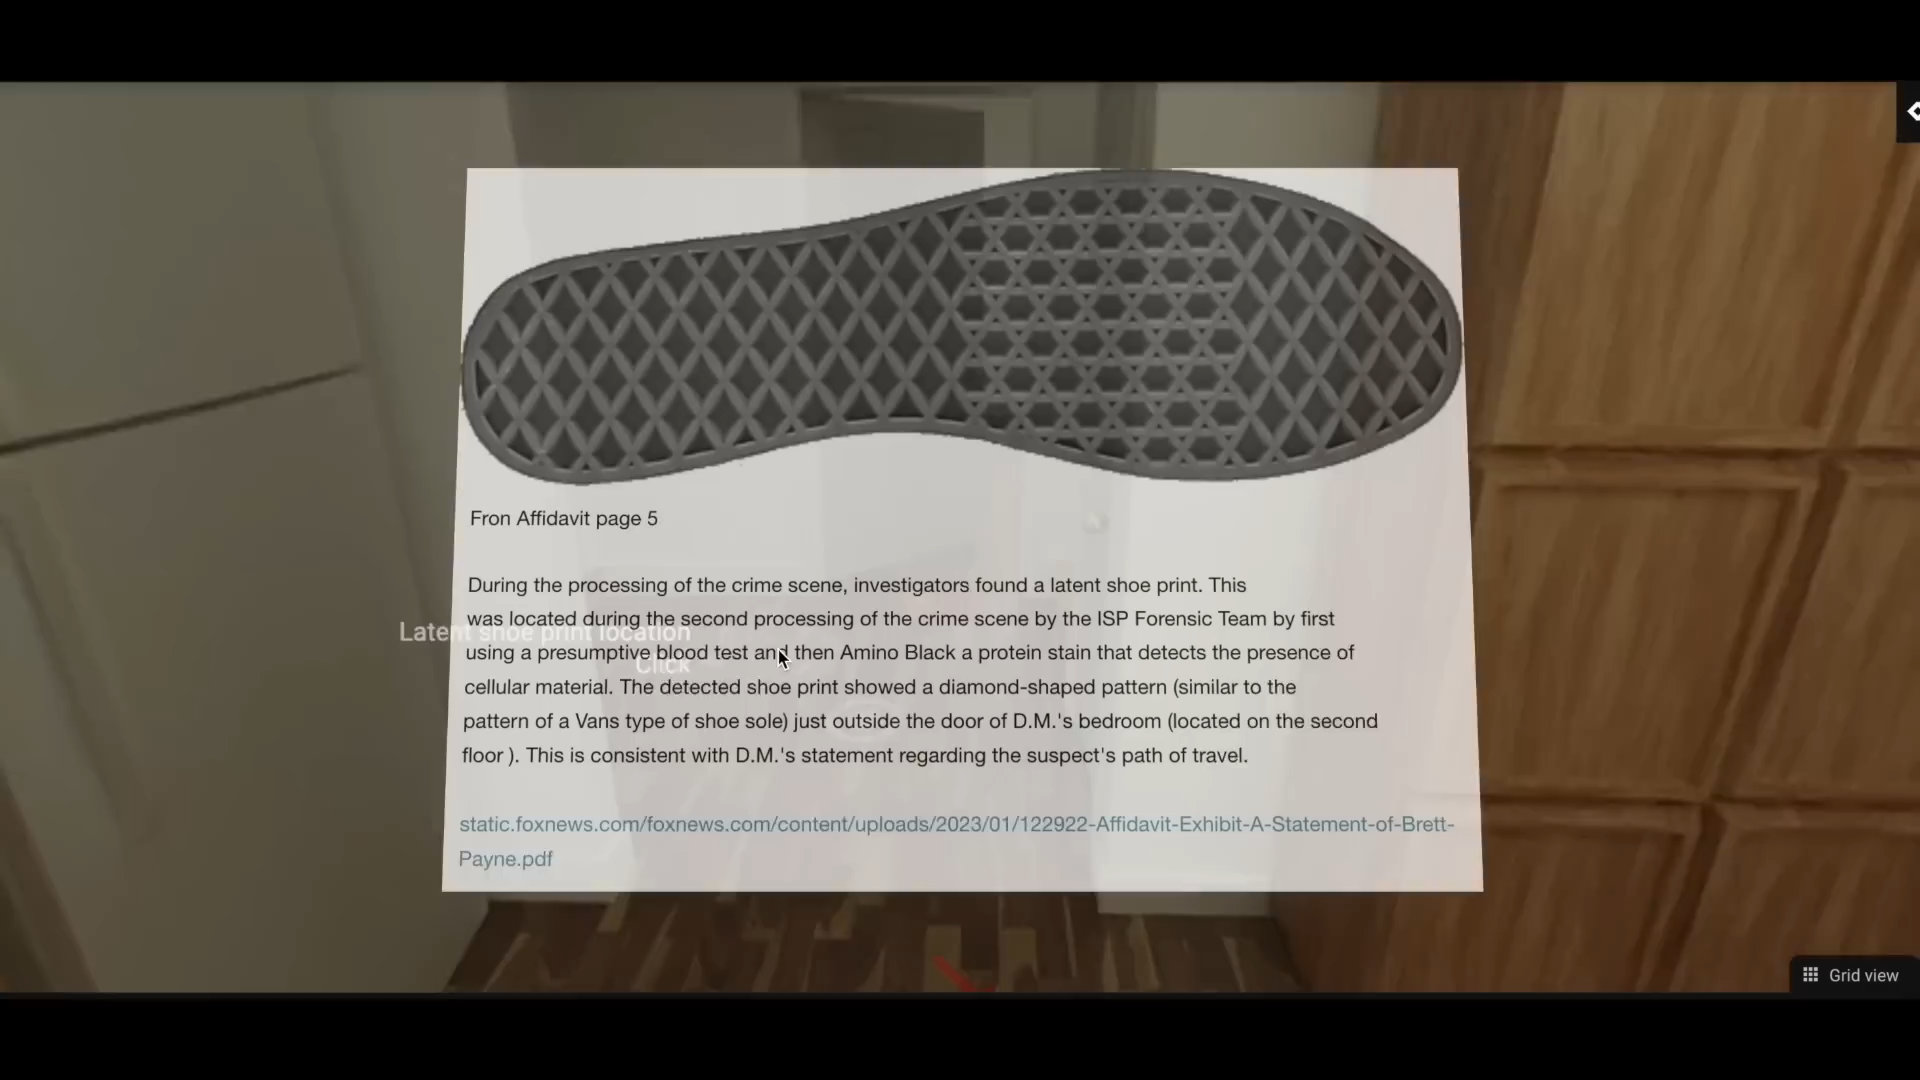 Fron Affidavit page 5
During the processing of the crime scene, investigators found a latent shoe print. This
was located during the second processing of the crime scene by the ISP Forensic Team by first
Latent shoe print location
using a presumptive blood test and then Amino Black a protein stain that detects the presence of
Click
cellular material. The detected shoe print showed a diamond-shaped pattern (similar to the
pattern of a Vans type of shoe sole) just outside the door of D.M.'s bedroom (located on the second
floor ). This is consistent with D.M.'s statement regarding the suspect's path of travel.
static.foxnews.com/foxnews.com/content/uploads/2023/01/122922-Affidavit-Exhibit-A-Statement-of-Brett-
Payne.pdf
Grid view